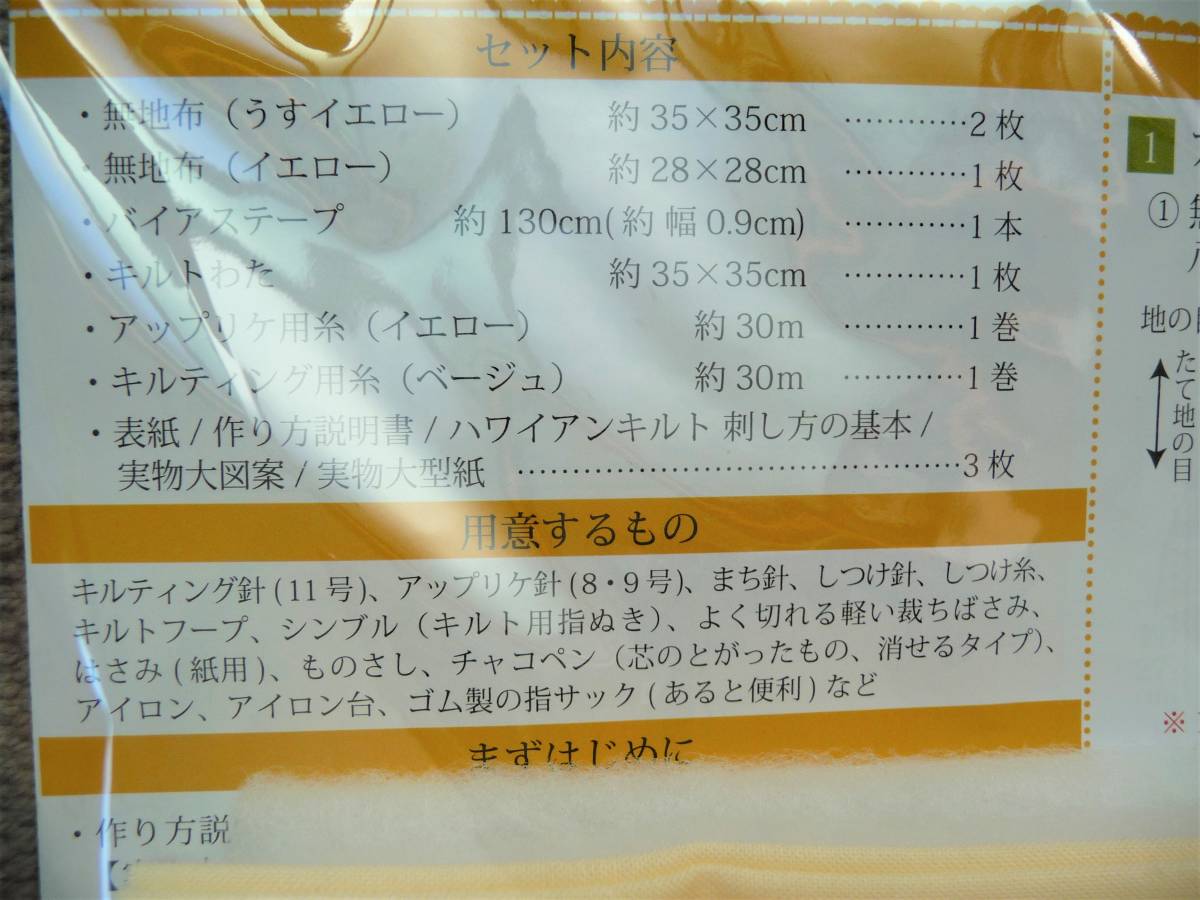 セット内容
・無地布（うすイエロー） 約 35×35cm …………2 枚
・無地布（イエロー） 約 28×28cm …………1 枚
・バイアステープ 約 130cm( 約 幅 0.9cm) …………1 本
・キルトわた 約 35×35cm …………1 枚
・アップリケ用糸（イエロー） 約 30m …………1 巻
・キルティング用糸（ベージュ） 約 30m …………1 巻
・表紙 / 作り方説明書 / ハワイアンキルト 刺し方の基本 /
実物大図案 / 実物大型紙 ……………………………………3 枚
用意するもの
キルティング針 ( 11 号)、アップリケ針 (8・9 号)、まち針、しつけ針、しつけ糸、
キルトフープ、シンブル（キルト用指ぬき）、よく切れる軽い裁ちばさみ、
はさみ ( 紙用 )、ものさし、チャコペン（芯のとがったもの、消せるタイプ）、
アイロン、アイロン台、ゴム製の指サック ( あると便利 ) など
まずはじめに
・作り方説
1
①
地の
たて地の目
※